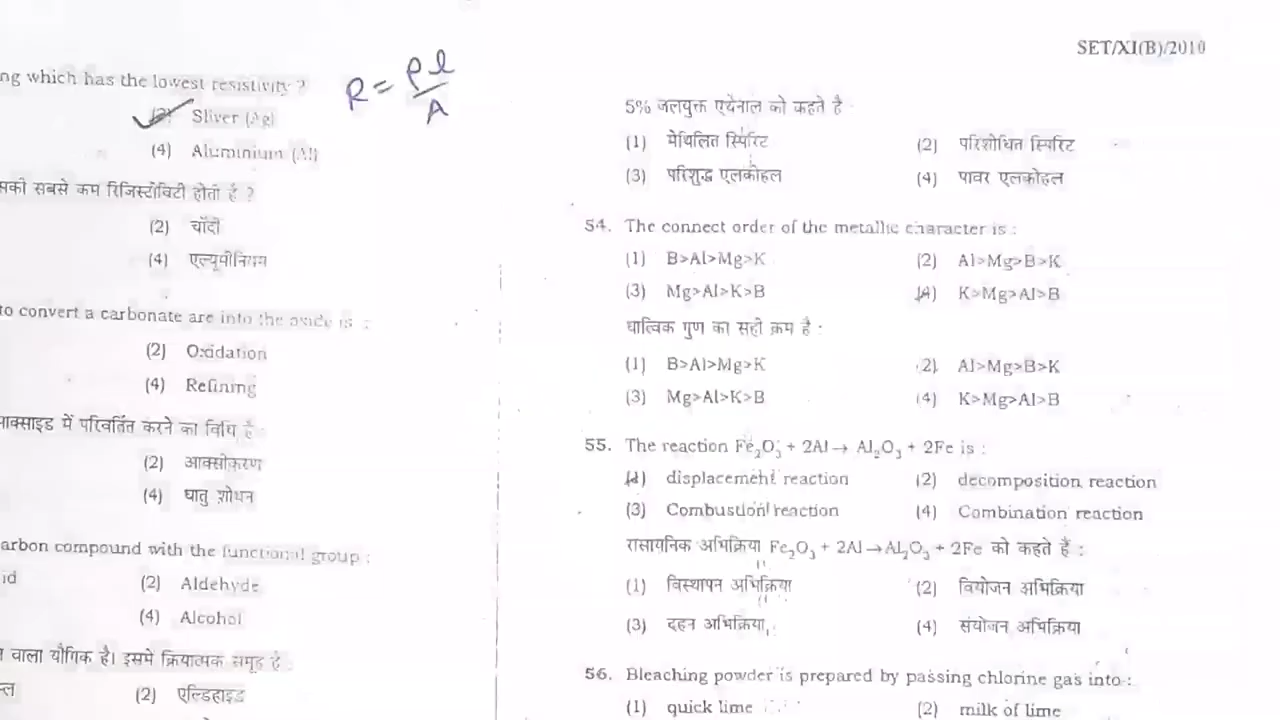 ng which has the lowest resistivity ?
R = ρl/A
(2) Sliver (Ag)
(4) Aluminium (Al)
सकी सबसे कम रिजिस्टीविटी होती है ?
(2) चाँदी
(4) एल्यूमीनियम
to convert a carbonate are into the oxide is :
(2) Oxidation
(4) Refining
आक्साइड में परिवर्तित करने का विधि है :
(2) आक्सीकरण
(4) धातु शोधन
arbon compound with the functional group :
id
(2) Aldehyde
(4) Alcohol
वाला यौगिक है। इसमें क्रियात्मक समूह है :
(2) एल्डिहाइड
SET/XI(B)/2010
5% जलयुक्त एथेनाल को कहते है
(1) मेथिलित स्पिरिट
(2) परिशोधित स्पिरिट
(3) परिशुद्ध एलकोहल
(4) पावर एलकोहल
54. The connect order of the metallic character is :
(1) B>Al>Mg>K
(2) Al>Mg>B>K
(3) Mg>Al>K>B
(4) K>Mg>Al>B
धात्विक गुण का सही क्रम है :
(1) B>Al>Mg>K
(2) Al>Mg>B>K
(3) Mg>Al>K>B
(4) K>Mg>Al>B
55. The reaction Fe₂O₃ + 2Al → Al₂O₃ + 2Fe is :
(1) displacement reaction
(2) decomposition reaction
(3) Combustion reaction
(4) Combination reaction
रासायनिक अभिक्रिया Fe₂O₃ + 2Al → Al₂O₃ + 2Fe को कहते हैं :
(1) विस्थापन अभिक्रिया
(2) वियोजन अभिक्रिया
(3) दहन अभिक्रिया
(4) संयोजन अभिक्रिया
56. Bleaching powder is prepared by passing chlorine gas into :
(1) quick lime
(2) milk of lime